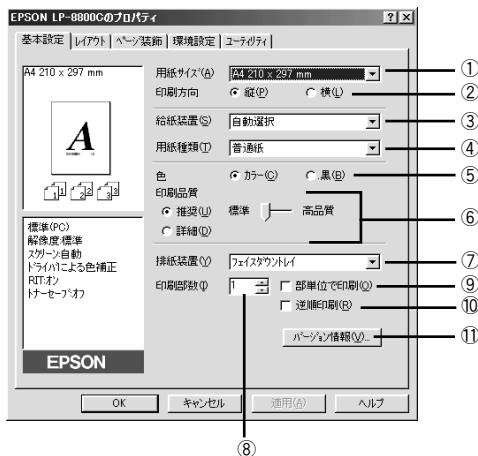 EPSON LP-8800Cのプロパティ
基本設定 レイアウト ページ装飾 環境設定 ユーティリティ
A4 210 x 297 mm
A
1 1 2 2 3 3
標準(PC)
解像度:標準
スクリーン:自動
ドライバによる色補正
RIT:オン
トナーセーブ:オフ
EPSON
用紙サイズ(A) A4 210 x 297 mm ①
印刷方向 縦(P) 横(L) ②
給紙装置(S) 自動選択 ③
用紙種類(T) 普通紙 ④
色 カラー(C) 黒(B) ⑤
印刷品質
推奨(U) 標準 高品質 ⑥
詳細(D)
排紙装置(Y) フェイスダウントレイ ⑦
印刷部数(I) 1 部単位で印刷(O) ⑨
逆順印刷(R) ⑩
バージョン情報(V)... ⑪
OK キャンセル 適用(A) ヘルプ
⑧